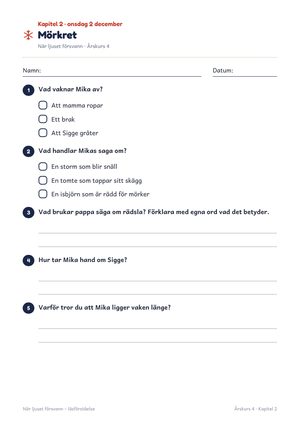 Kapitel 2 · onsdag 2 december
Mörkret
När ljuset försvann · Årskurs 4
Namn:
Datum:
1 Vad vaknar Mika av?
Att mamma ropar
Ett brak
Att Sigge gråter
2 Vad handlar Mikas saga om?
En storm som blir snäll
En tomte som tappar sitt skägg
En isbjörn som är rädd för mörker
3 Vad brukar pappa säga om rädsla? Förklara med egna ord vad det betyder.
4 Hur tar Mika hand om Sigge?
5 Varför tror du att Mika ligger vaken länge?
När ljuset försvann · läsförståelse
Årskurs 4 · Kapitel 2